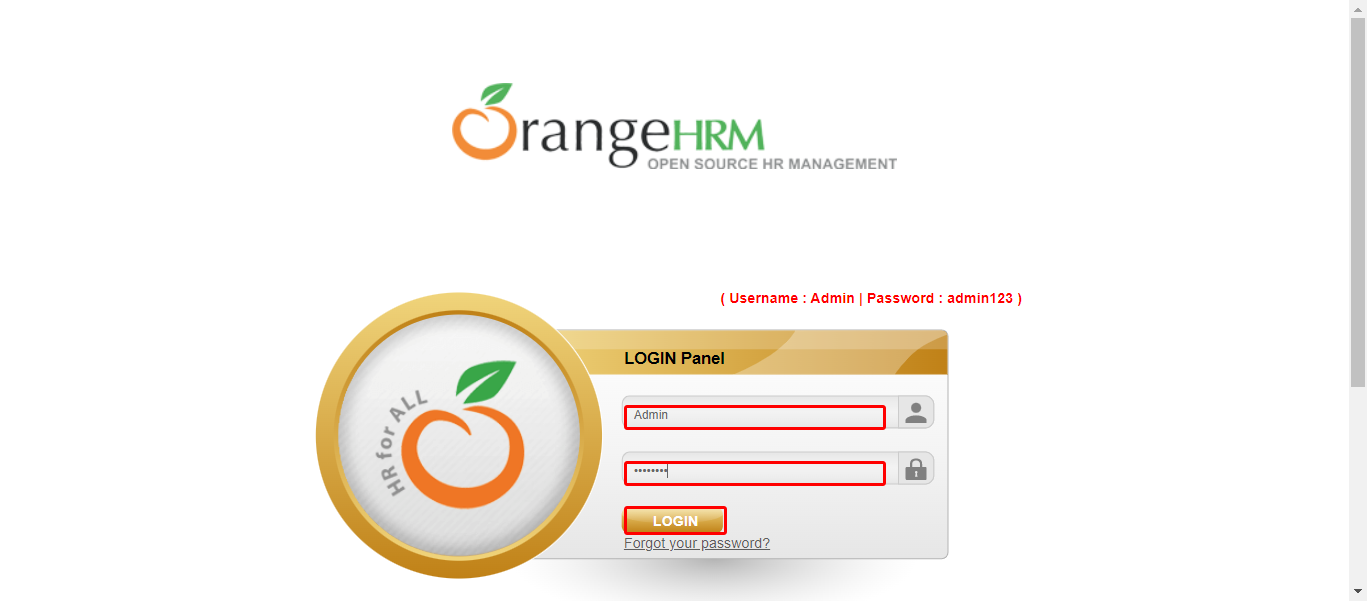 OrangeHRM
OPEN SOURCE HR MANAGEMENT
( Username : Admin | Password : admin123 )
HR for ALL
LOGIN Panel
Admin
••••••••
LOGIN
Forgot your password?